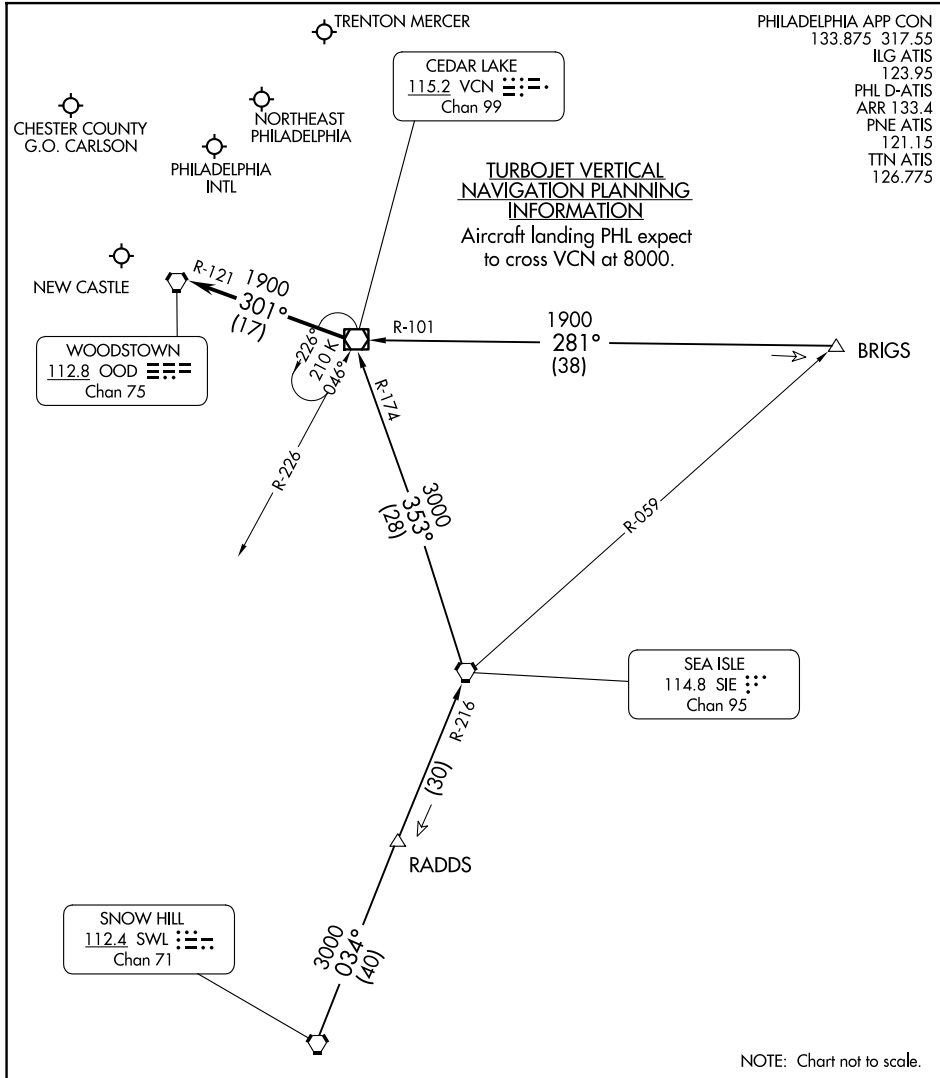 TRENTON MERCER
PHILADELPHIA APP CON
133.875 317.55
ILG ATIS
123.95
PHL D-ATIS
ARR 133.4
PNE ATIS
121.15
TTN ATIS
126.775
CEDAR LAKE
115.2 VCN
Chan 99
CHESTER COUNTY
G.O. CARLSON
NORTHEAST
PHILADELPHIA
PHILADELPHIA
INTL
TURBOJET VERTICAL
NAVIGATION PLANNING
INFORMATION
Aircraft landing PHL expect
to cross VCN at 8000.
NEW CASTLE
R-121
1900
301°
(17)
WOODSTOWN
112.8 OOD
Chan 75
226°
210 K
046°
R-226
R-101
1900
281°
(38)
BRIGS
R-174
3000
353°
(28)
R-059
SEA ISLE
114.8 SIE
Chan 95
R-216
(30)
RADDS
SNOW HILL
112.4 SWL
Chan 71
3000
034°
(40)
NOTE: Chart not to scale.